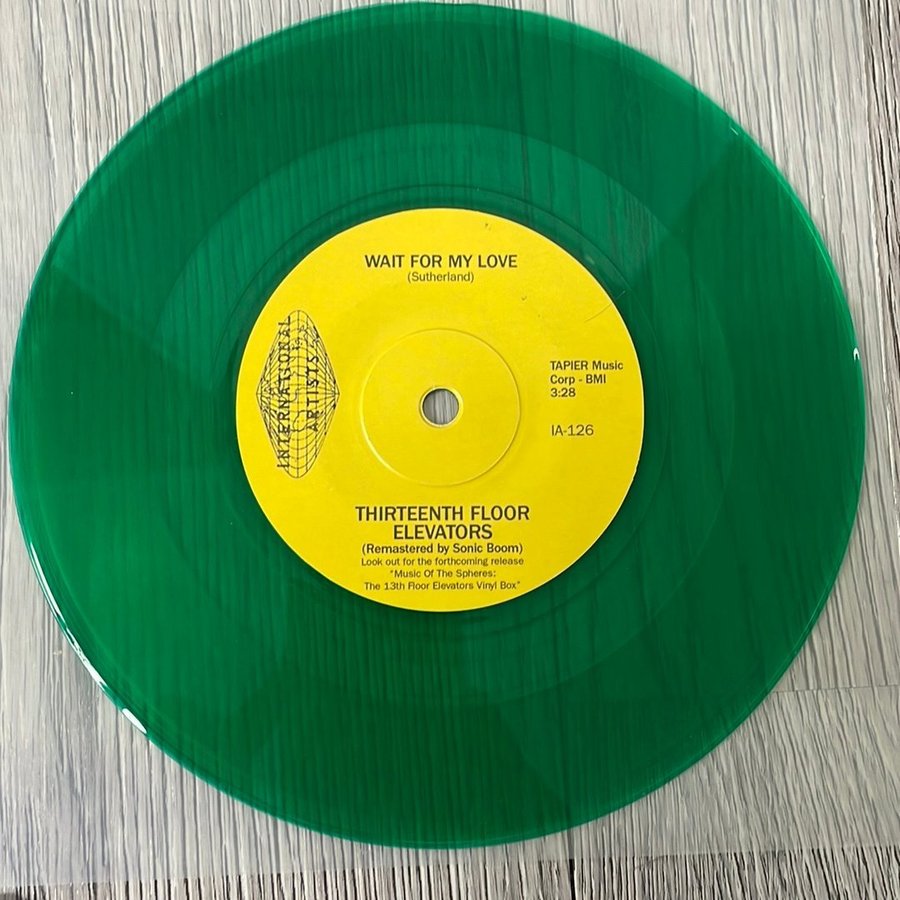 WAIT FOR MY LOVE
(Sutherland)
INTERNATIONAL
ARTISTS
TAPIER Music
Corp - BMI
3:28
IA-126
THIRTEENTH FLOOR
ELEVATORS
(Remastered by Sonic Boom)
Look out for the forthcoming release
"Music Of The Spheres:
The 13th Floor Elevators Vinyl Box"